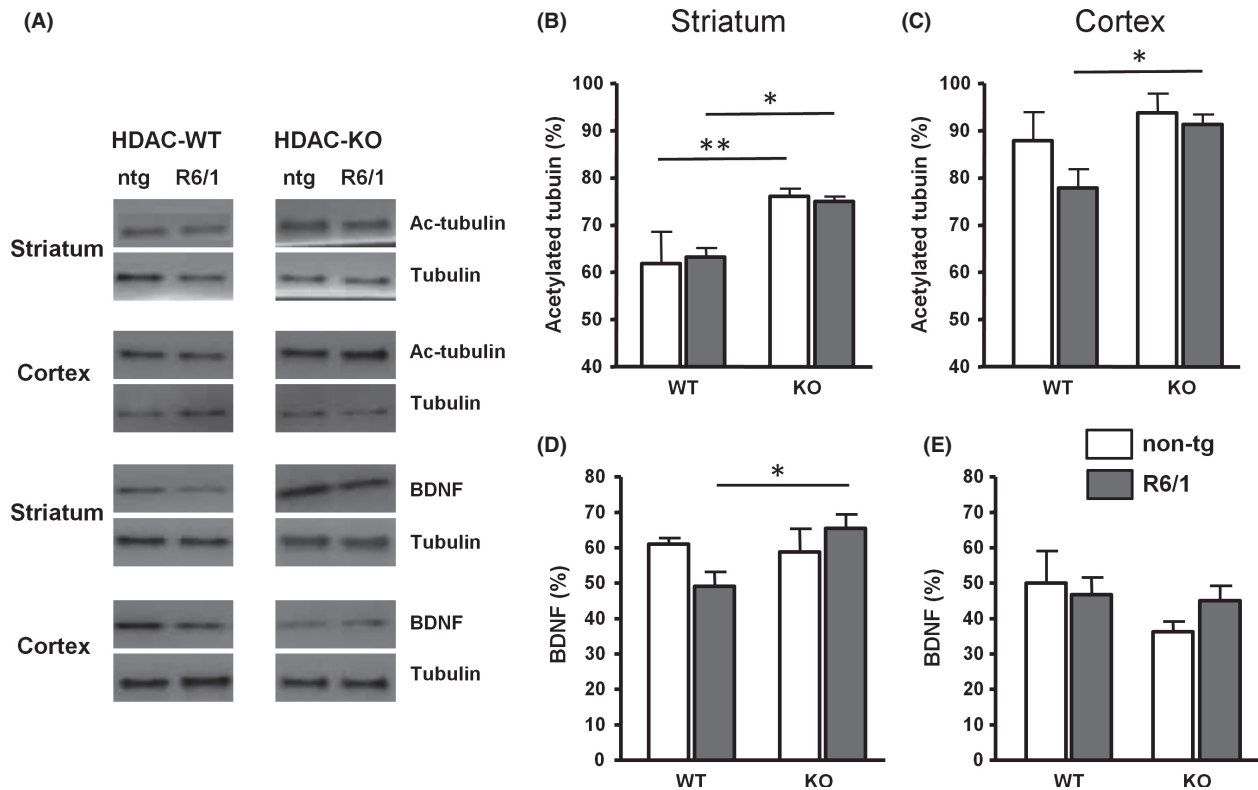 (A)
HDAC-WT HDAC-KO
ntg R6/1 ntg R6/1
Striatum
Ac-tubulin
Tubulin
Cortex
Ac-tubulin
Tubulin
Striatum
BDNF
Tubulin
Cortex
BDNF
Tubulin
(B) Striatum
Acetylated tubuin (%)
100
90
80
70
60
50
40
**
*
WT KO
(C) Cortex
Acetylated tubuin (%)
100
90
80
70
60
50
40
*
WT KO
(D)
BDNF (%)
80
70
60
50
40
30
20
10
0
*
WT KO
(E)
non-tg
R6/1
BDNF (%)
80
70
60
50
40
30
20
10
0
WT KO